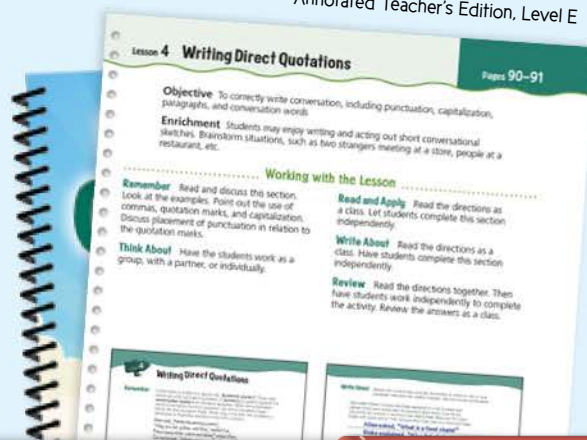 Annotated Teacher's Edition, Level E
Lesson 4 Writing Direct Quotations
Pages 90–91
Objective To correctly write conversation, including punctuation, capitalization,
paragraphs, and conversation words
Enrichment Students may enjoy writing and acting out short conversational
sketches. Brainstorm situations, such as two strangers meeting at a store, people at a
restaurant, etc.
Working with the Lesson
Remember Read and discuss this section.
Look at the examples. Point out the use of
commas, quotation marks, and capitalization.
Discuss placement of punctuation in relation to
the quotation marks.
Think About Have the students work as a
group, with a partner, or individually.
Read and Apply Read the directions as
a class. Let students complete this section
independently.
Write About Read the directions as a
class. Have students complete this section
independently.
Review Read the directions together. Then
have students work independently to complete
the activity. Review the answers as a class.
Writing Direct Quotations
Remember
Write About